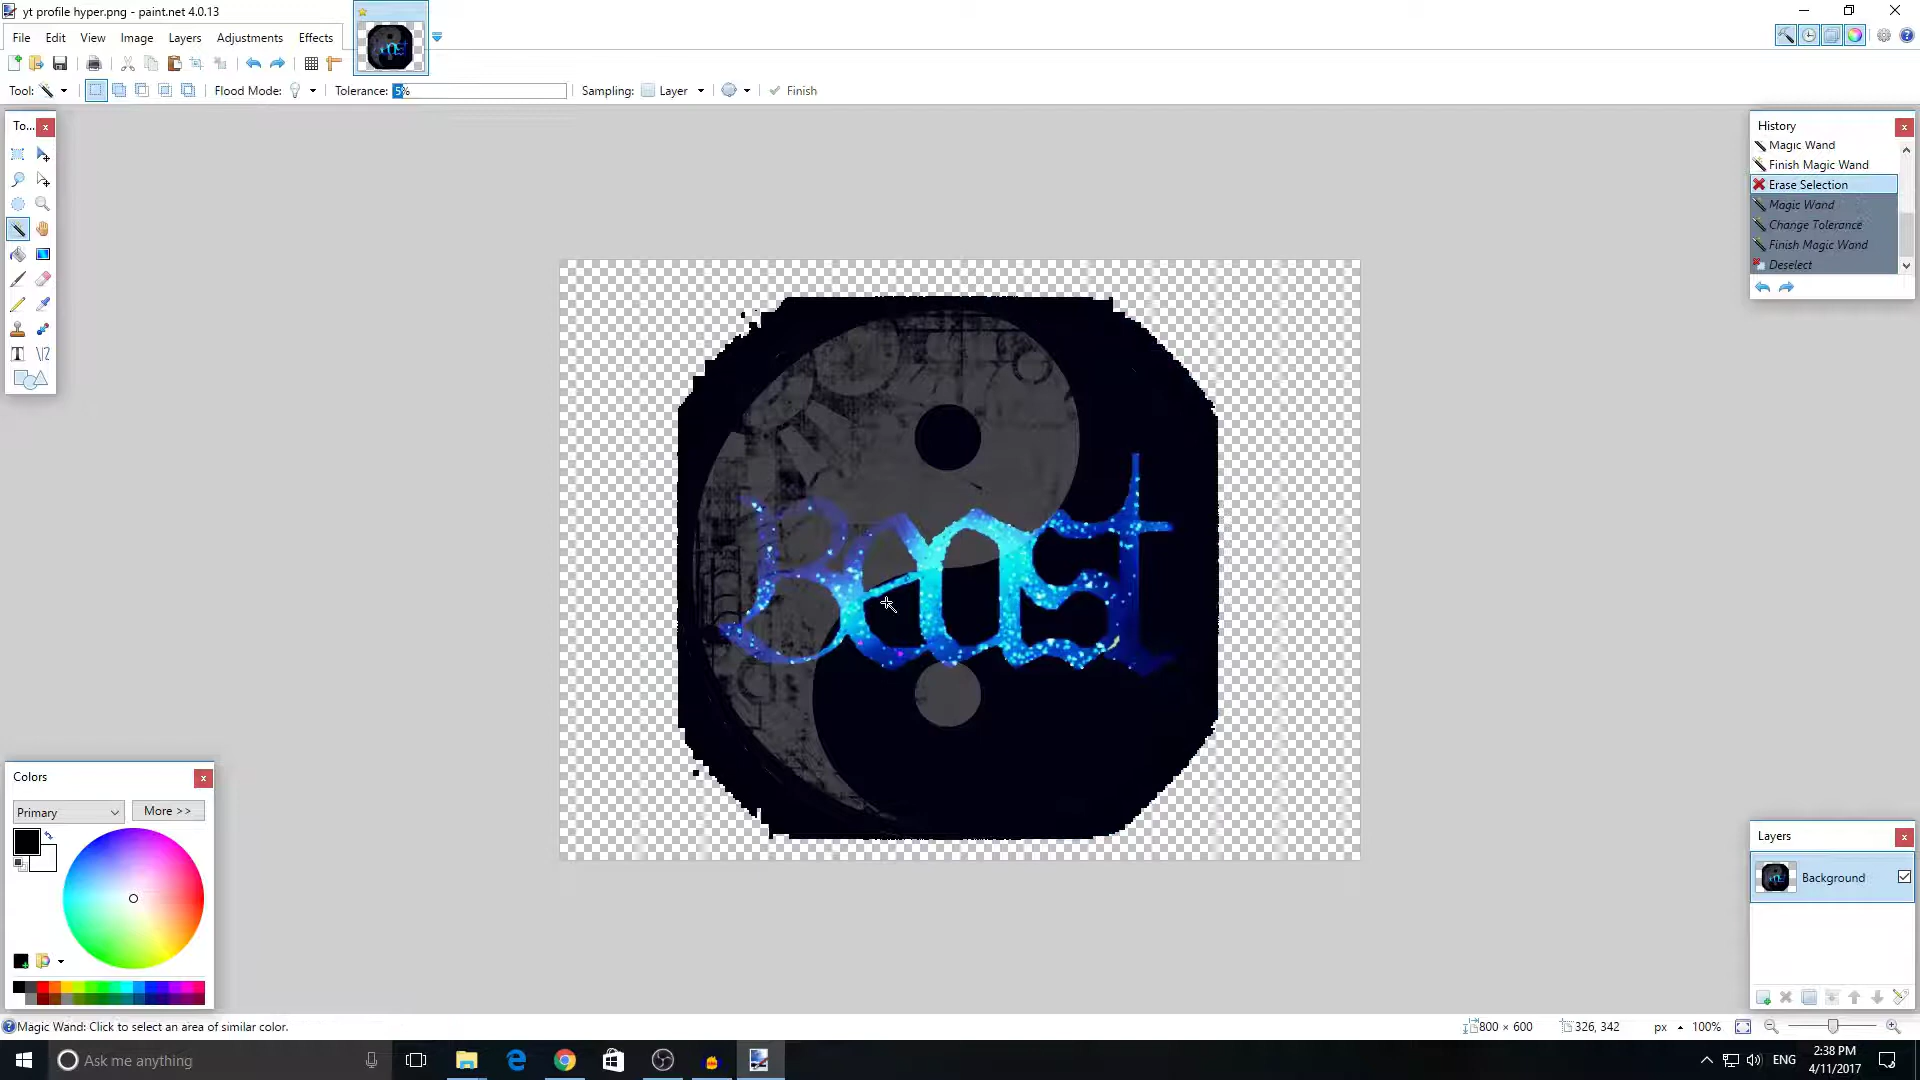 yt profile hyper.png - paint.net 4.0.13
File Edit View Image Layers Adjustments Effects
Tool: Flood Mode: Tolerance: 5% Sampling: Layer Finish
To...
History
Magic Wand
Finish Magic Wand
Erase Selection
Magic Wand
Change Tolerance
Finish Magic Wand
Deselect
Beast
Colors
Primary More >>
Layers
Background
Magic Wand: Click to select an area of similar color.
800 × 600 326, 342 px 100%
Ask me anything
ENG
2:38 PM
4/11/2017